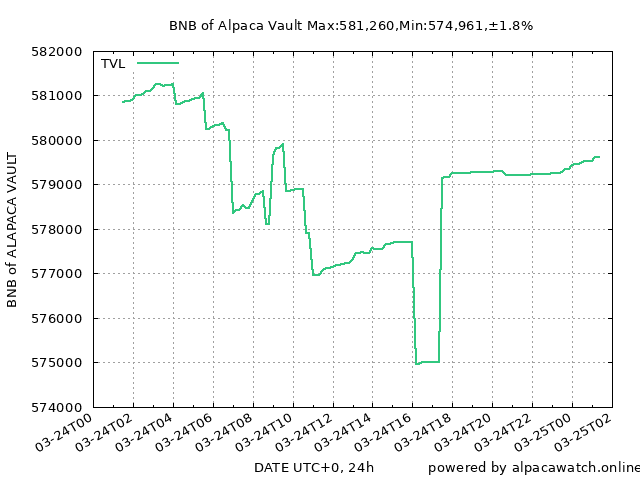 BNB of Alpaca Vault Max:581,260,Min:574,961,±1.8%
582000
TVL
581000
580000
579000
578000
577000
576000
575000
574000
BNB of ALAPACA VAULT
03-24T00
03-24T02
03-24T04
03-24T06
03-24T08
03-24T10
03-24T12
03-24T14
03-24T16
03-24T18
03-24T20
03-24T22
03-25T00
03-25T02
DATE UTC+0, 24h
powered by alpacawatch.online